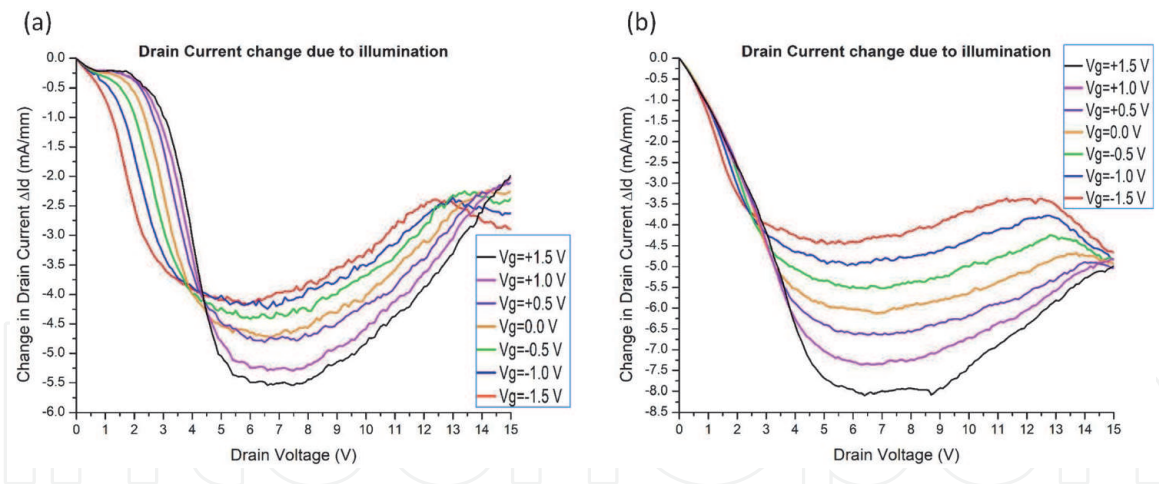 (a)
Drain Current change due to illumination
Change in Drain Current ΔId (mA/mm)
0.0
-0.5
-1.0
-1.5
-2.0
-2.5
-3.0
-3.5
-4.0
-4.5
-5.0
-5.5
-6.0
Vg=+1.5 V
Vg=+1.0 V
Vg=+0.5 V
Vg=0.0 V
Vg=-0.5 V
Vg=-1.0 V
Vg=-1.5 V
0 1 2 3 4 5 6 7 8 9 10 11 12 13 14 15
Drain Voltage (V)
(b)
Drain Current change due to illumination
Change in Drain Current ΔId (mA/mm)
0.0
-0.5
-1.0
-1.5
-2.0
-2.5
-3.0
-3.5
-4.0
-4.5
-5.0
-5.5
-6.0
-6.5
-7.0
-7.5
-8.0
-8.5
Vg=+1.5 V
Vg=+1.0 V
Vg=+0.5 V
Vg=0.0 V
Vg=-0.5 V
Vg=-1.0 V
Vg=-1.5 V
0 1 2 3 4 5 6 7 8 9 10 11 12 13 14 15
Drain Voltage (V)